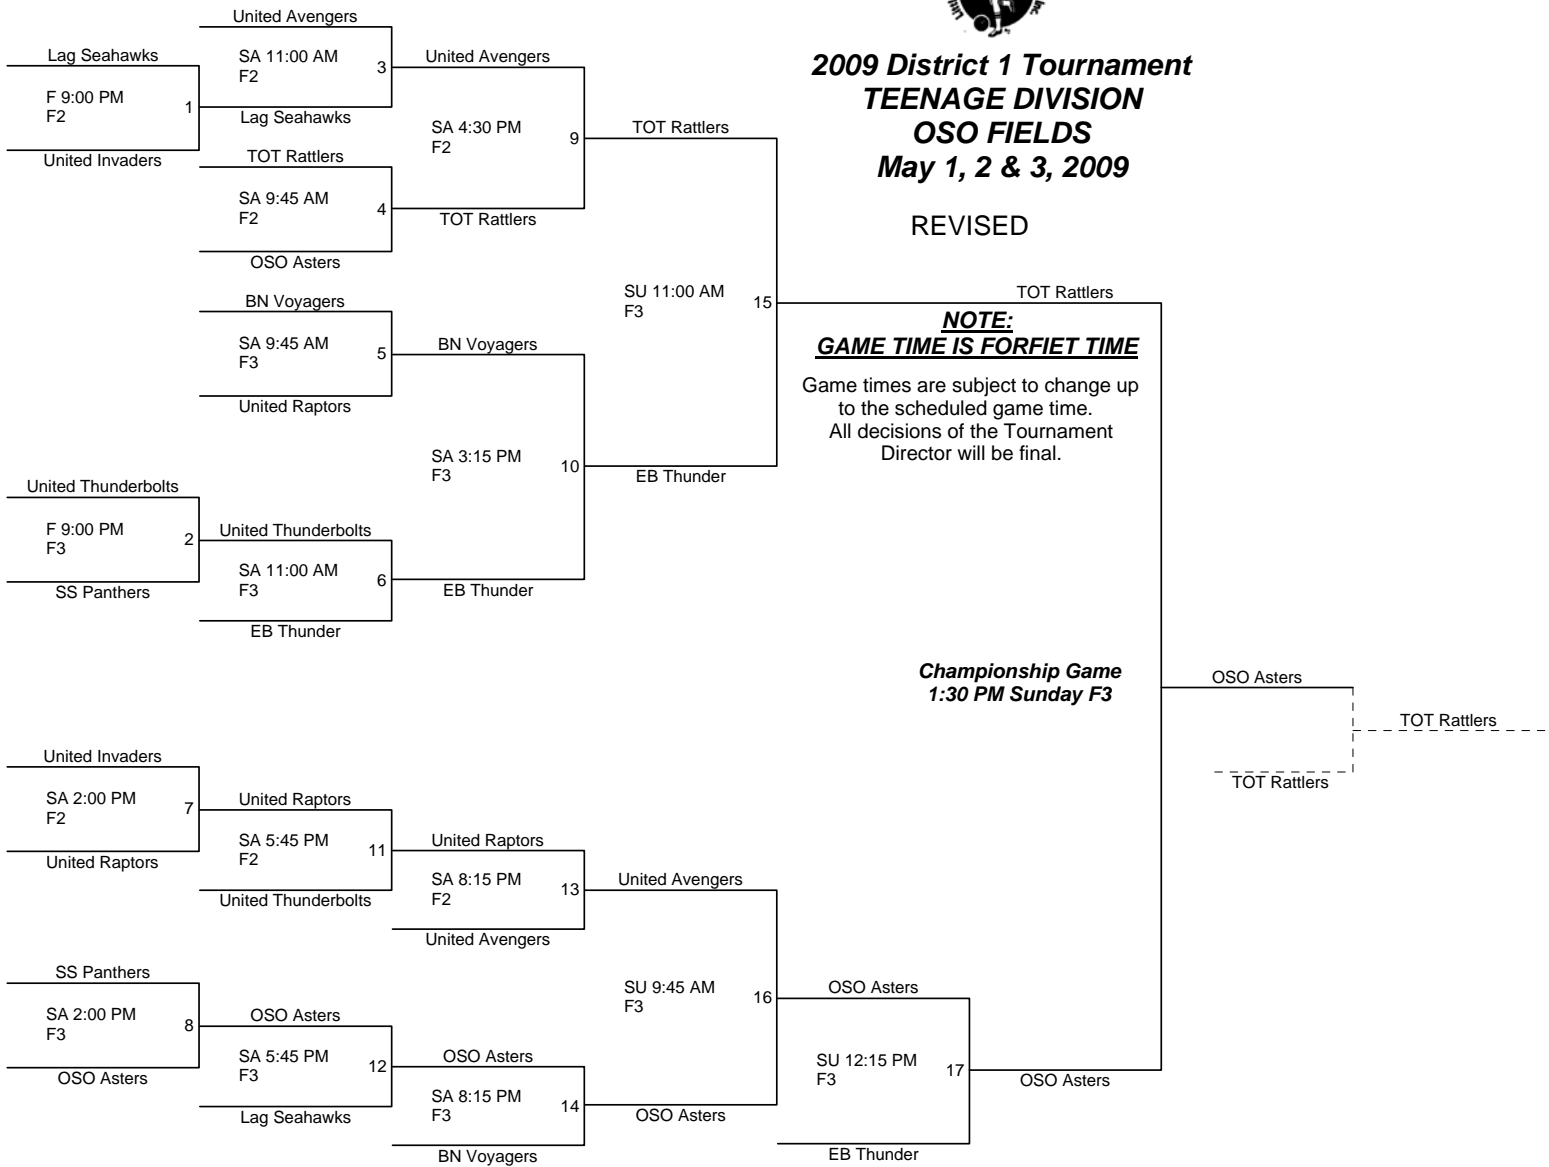 Little
Inc
2009 District 1 Tournament
TEENAGE DIVISION
OSO FIELDS
May 1, 2 & 3, 2009
REVISED
United Avengers
Lag Seahawks
SA 11:00 AM
F2
3
United Avengers
F 9:00 PM
F2
1
Lag Seahawks
United Invaders
SA 4:30 PM
F2
9
TOT Rattlers
TOT Rattlers
SA 9:45 AM
F2
4
TOT Rattlers
OSO Asters
BN Voyagers
SU 11:00 AM
F3
15
TOT Rattlers
NOTE:
GAME TIME IS FORFIET TIME
Game times are subject to change up
to the scheduled game time.
All decisions of the Tournament
Director will be final.
SA 9:45 AM
F3
5
BN Voyagers
United Raptors
SA 3:15 PM
F3
10
EB Thunder
United Thunderbolts
F 9:00 PM
F3
2
United Thunderbolts
SS Panthers
SA 11:00 AM
F3
6
EB Thunder
EB Thunder
Championship Game
1:30 PM Sunday F3
OSO Asters
TOT Rattlers
TOT Rattlers
United Invaders
SA 2:00 PM
F2
7
United Raptors
United Raptors
SA 5:45 PM
F2
11
United Raptors
United Thunderbolts
SA 8:15 PM
F2
13
United Avengers
United Avengers
SS Panthers
SA 2:00 PM
F3
8
OSO Asters
OSO Asters
SU 9:45 AM
F3
16
OSO Asters
SA 5:45 PM
F3
12
OSO Asters
Lag Seahawks
SA 8:15 PM
F3
14
OSO Asters
BN Voyagers
SU 12:15 PM
F3
17
OSO Asters
EB Thunder